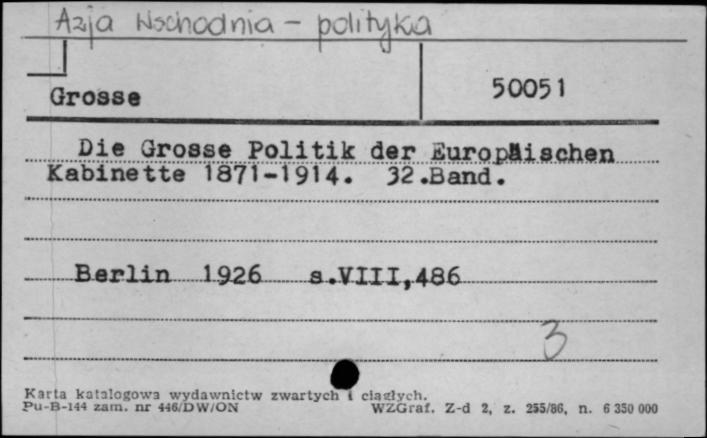 Azja Wschodnia - polityka
Grosse
50051
Die Grosse Politik der Europäischen
Kabinette 1871-1914. 32.Band.
Berlin 1926 s.VIII,486
3
Karta katalogowa wydawnictw zwartych i ciągłych.
Pu-B-144 zam. nr 446/DW/ON
WZGraf. Z-d 2, z. 255/86, n. 6 350 000